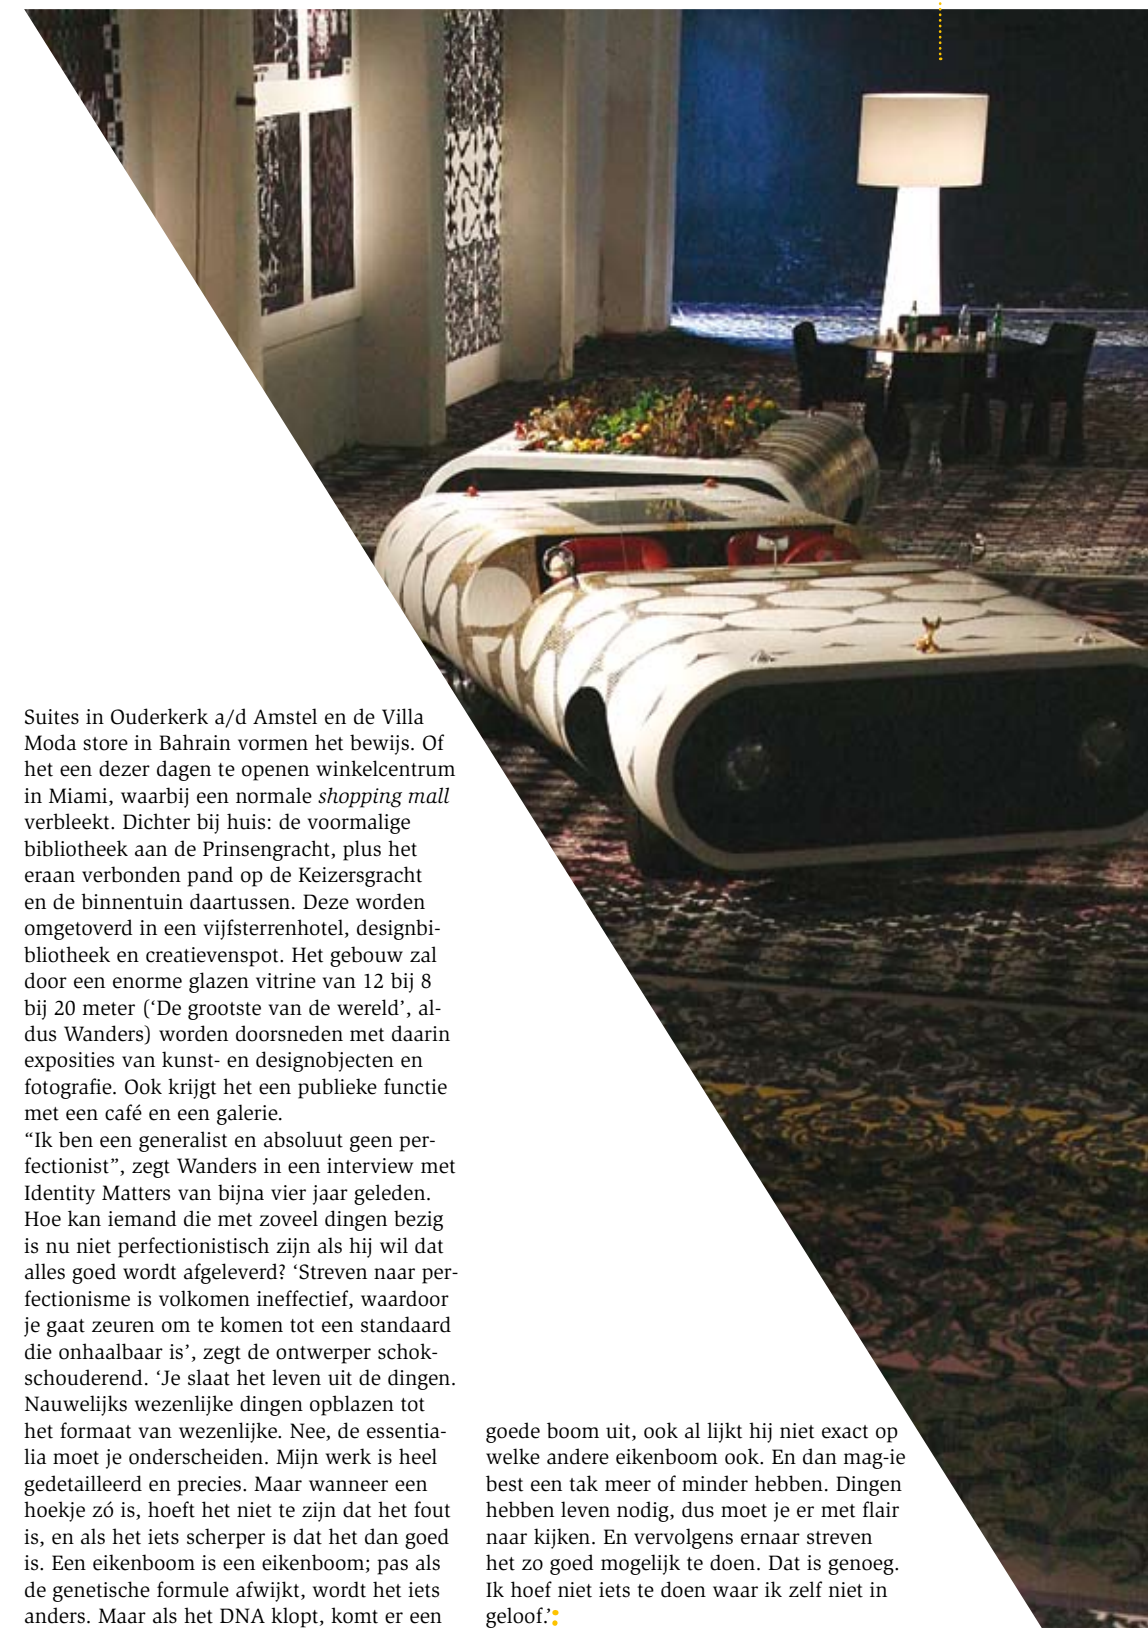 Suites in Ouderkerk a/d Amstel en de Villa
Moda store in Bahrain vormen het bewijs. Of
het een dezer dagen te openen winkelcentrum
in Miami, waarbij een normale shopping mall
verbleekt. Dichter bij huis: de voormalige
bibliotheek aan de Prinsengracht, plus het
eraan verbonden pand op de Keizersgracht
en de binnentuin daartussen. Deze worden
omgetoverd in een vijfsterrenhotel, designbi-
bliotheek en creatievenspot. Het gebouw zal
door een enorme glazen vitrine van 12 bij 8
bij 20 meter (‘De grootste van de wereld’, al-
dus Wanders) worden doorsneden met daarin
exposities van kunst- en designobjecten en
fotografie. Ook krijgt het een publieke functie
met een café en een galerie.
“Ik ben een generalist en absoluut geen per-
fectionist”, zegt Wanders in een interview met
Identity Matters van bijna vier jaar geleden.
Hoe kan iemand die met zoveel dingen bezig
is nu niet perfectionistisch zijn als hij wil dat
alles goed wordt afgeleverd? ‘Streven naar per-
fectionisme is volkomen ineffectief, waardoor
je gaat zeuren om te komen tot een standaard
die onhaalbaar is’, zegt de ontwerper schok-
schouderend. ‘Je slaat het leven uit de dingen.
Nauwelijks wezenlijke dingen opblazen tot
het formaat van wezenlijke. Nee, de essentia-
lia moet je onderscheiden. Mijn werk is heel
gedetailleerd en precies. Maar wanneer een
hoekje zó is, hoeft het niet te zijn dat het fout
is, en als het iets scherper is dat het dan goed
is. Een eikenboom is een eikenboom; pas als
de genetische formule afwijkt, wordt het iets
anders. Maar als het DNA klopt, komt er een
goede boom uit, ook al lijkt hij niet exact op
welke andere eikenboom ook. En dan mag-ie
best een tak meer of minder hebben. Dingen
hebben leven nodig, dus moet je er met flair
naar kijken. En vervolgens ernaar streven
het zo goed mogelijk te doen. Dat is genoeg.
Ik hoef niet iets te doen waar ik zelf niet in
geloof.’: